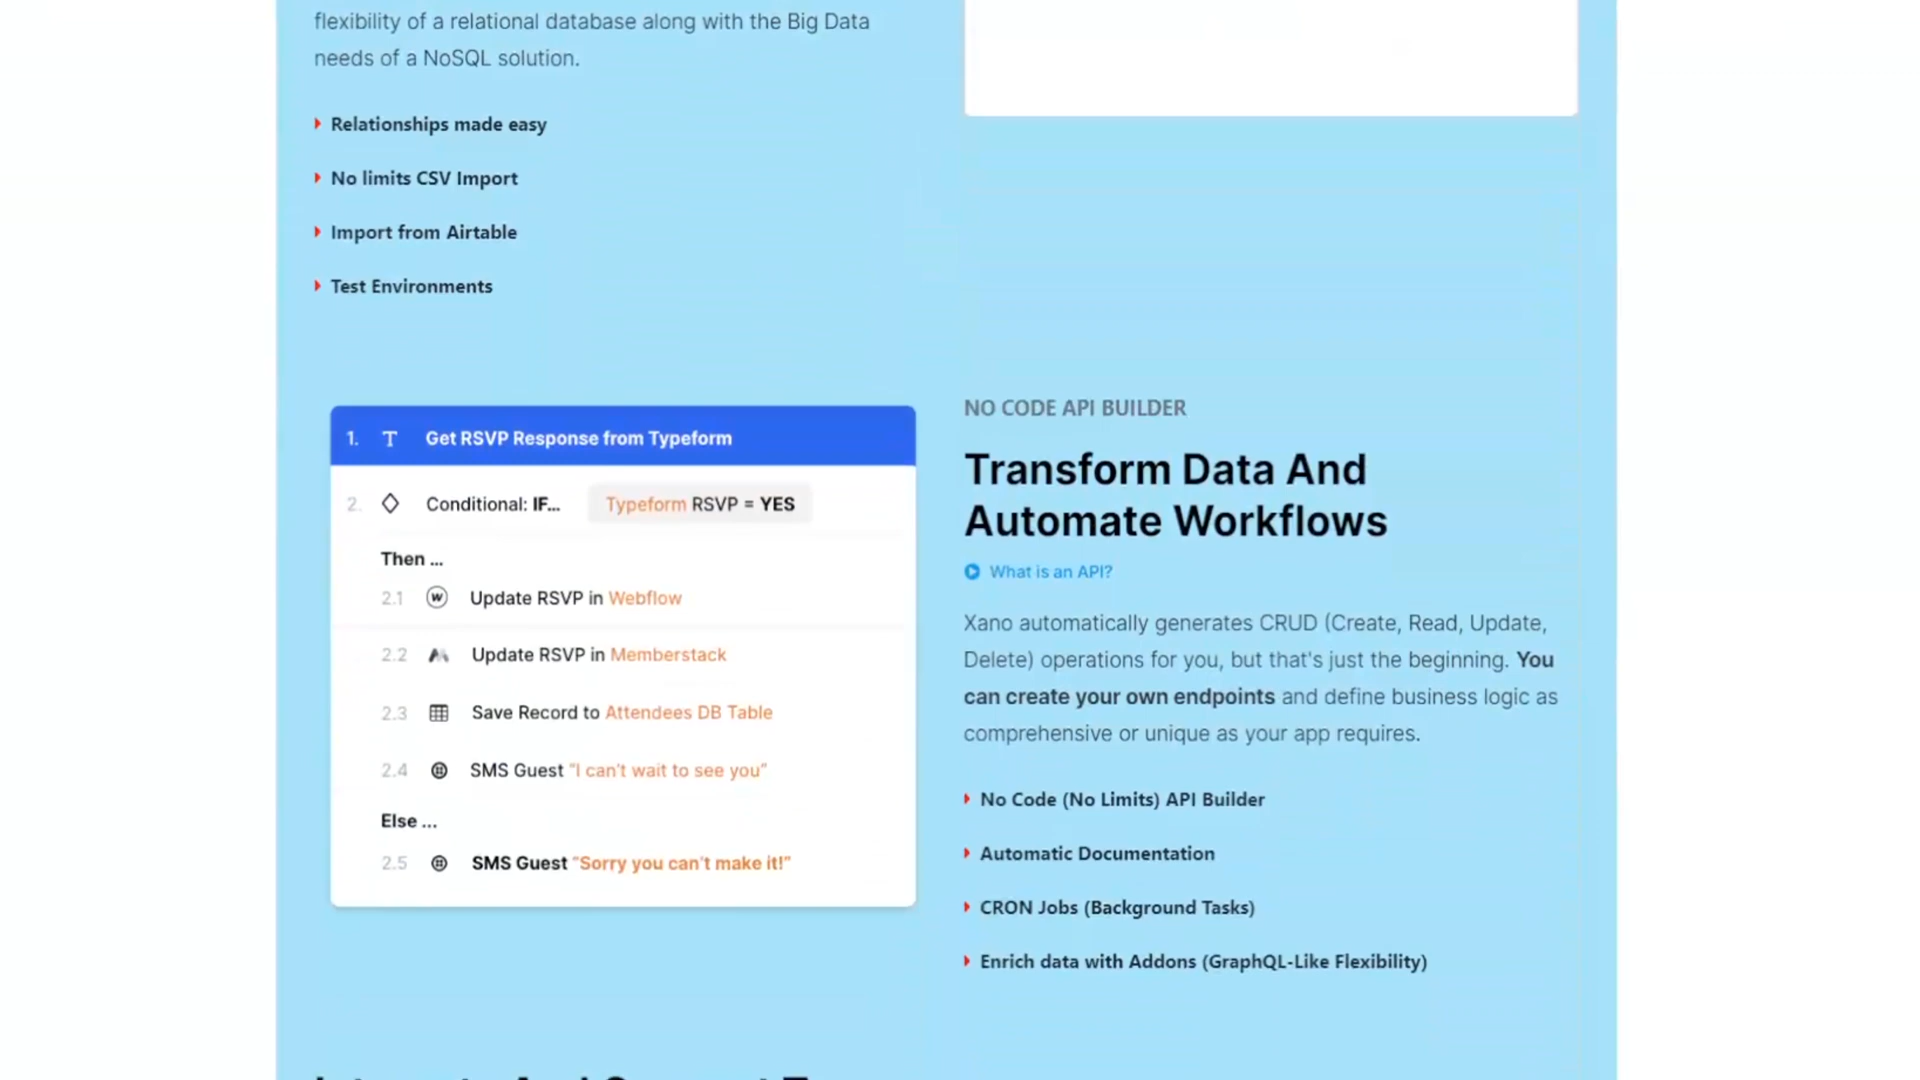 flexibility of a relational database along with the Big Data
needs of a NoSQL solution.
Relationships made easy
No limits CSV Import
Import from Airtable
Test Environments
1. T Get RSVP Response from Typeform
2. Conditional: IF... Typeform RSVP = YES
Then ...
2.1 W Update RSVP in Webflow
2.2 Update RSVP in Memberstack
2.3 Save Record to Attendees DB Table
2.4 SMS Guest “I can’t wait to see you”
Else ...
2.5 SMS Guest “Sorry you can’t make it!”
NO CODE API BUILDER
Transform Data And
Automate Workflows
What is an API?
Xano automatically generates CRUD (Create, Read, Update,
Delete) operations for you, but that's just the beginning. You
can create your own endpoints and define business logic as
comprehensive or unique as your app requires.
No Code (No Limits) API Builder
Automatic Documentation
CRON Jobs (Background Tasks)
Enrich data with Addons (GraphQL-Like Flexibility)